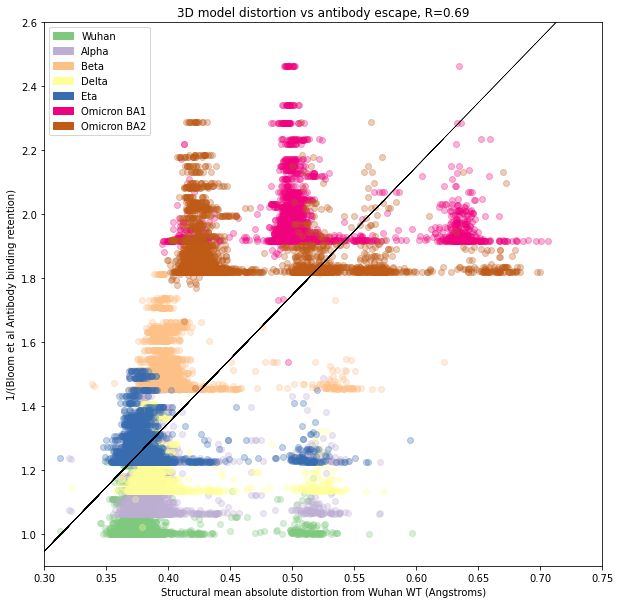 3D model distortion vs antibody escape, R=0.69
Wuhan
Alpha
Beta
Delta
Eta
Omicron BA1
Omicron BA2
1/(Bloom et al Antibody binding retention)
2.6
2.4
2.2
2.0
1.8
1.6
1.4
1.2
1.0
0.30 0.35 0.40 0.45 0.50 0.55 0.60 0.65 0.70 0.75
Structural mean absolute distortion from Wuhan WT (Angstroms)